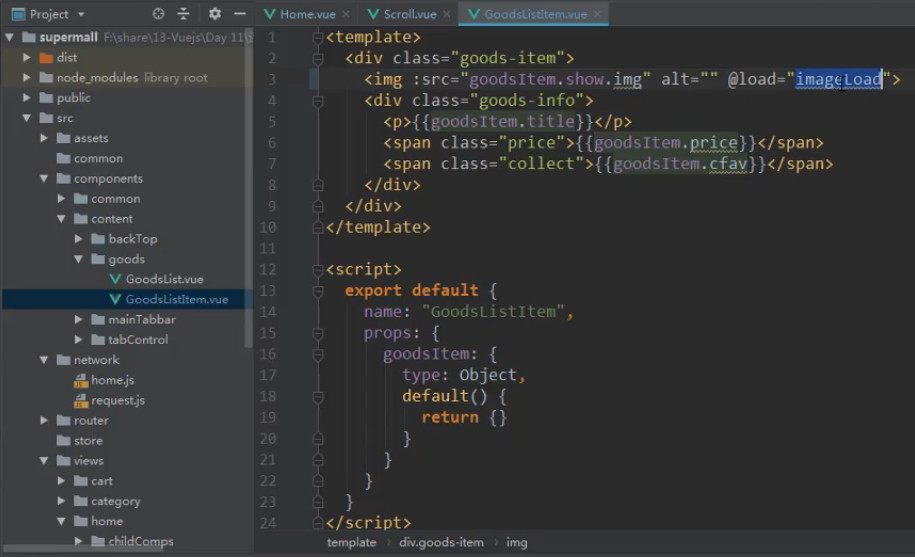 Project
Home.vue
Scroll.vue
GoodsListItem.vue
supermall F:\share\13-Vuejs\Day 11\
dist
node_modules library root
public
src
assets
common
components
common
content
backTop
goods
GoodsList.vue
GoodsListItem.vue
mainTabbar
tabControl
network
home.js
request.js
router
store
views
cart
category
home
childComps
1 <template>
2 <div class="goods-item">
3 <img :src="goodsItem.show.img" alt="" @load="imageLoad">
4 <div class="goods-info">
5 <p>{{goodsItem.title}}</p>
6 <span class="price">{{goodsItem.price}}</span>
7 <span class="collect">{{goodsItem.cfav}}</span>
8 </div>
9 </div>
10 </template>
11
12 <script>
13 export default {
14 name: "GoodsListItem",
15 props: {
16 goodsItem: {
17 type: Object,
18 default() {
19 return {}
20 }
21 }
22 }
23 }
24 </script>
template › div.goods-item › img